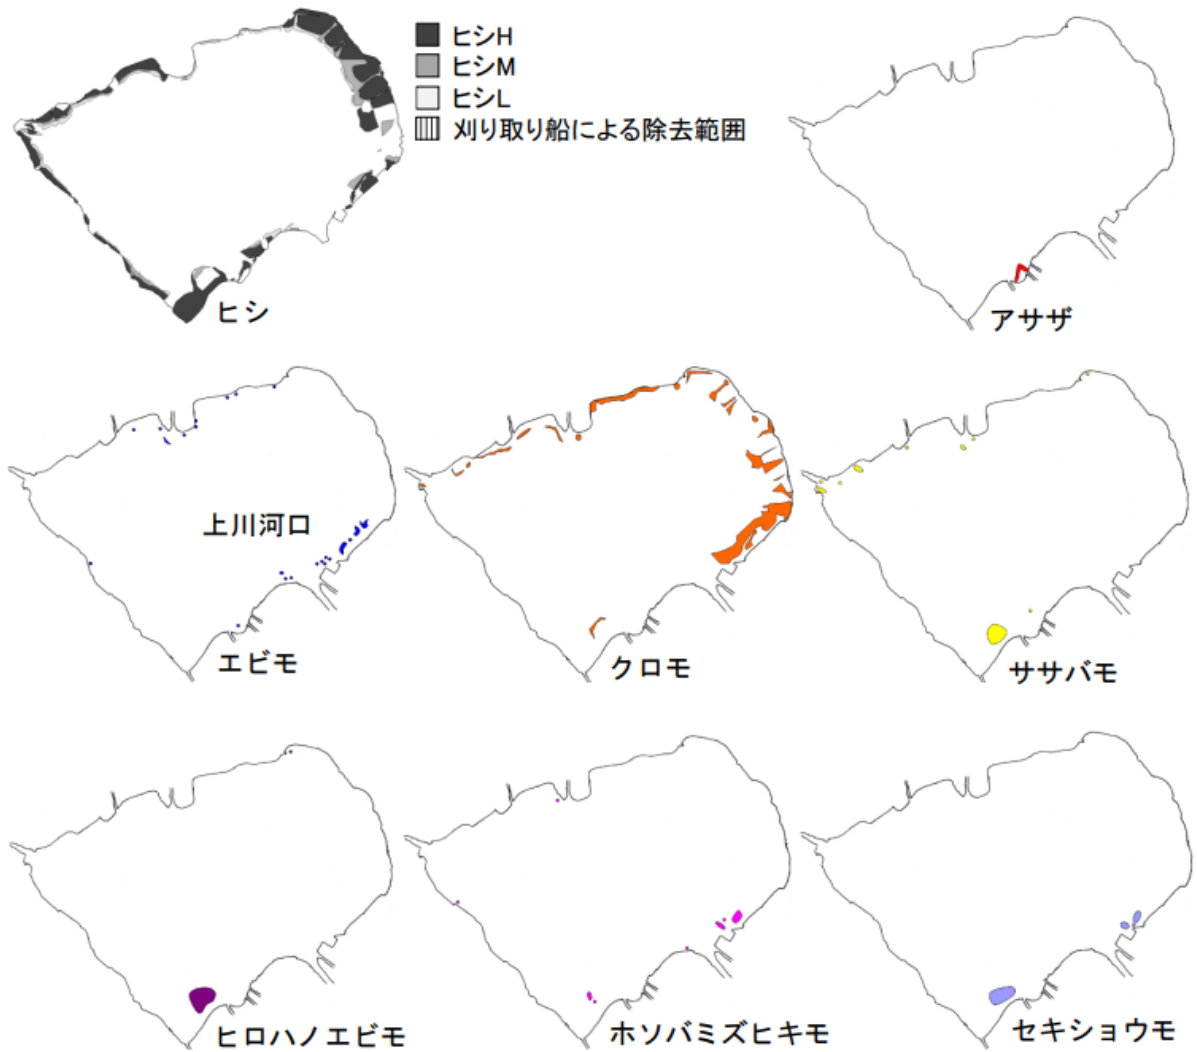 ヒシH
ヒシM
ヒシL
刈り取り船による除去範囲
ヒシ
アサザ
上川河口
エビモ
クロモ
ササバモ
ヒロハノエビモ
ホソバミズヒキモ
セキショウモ